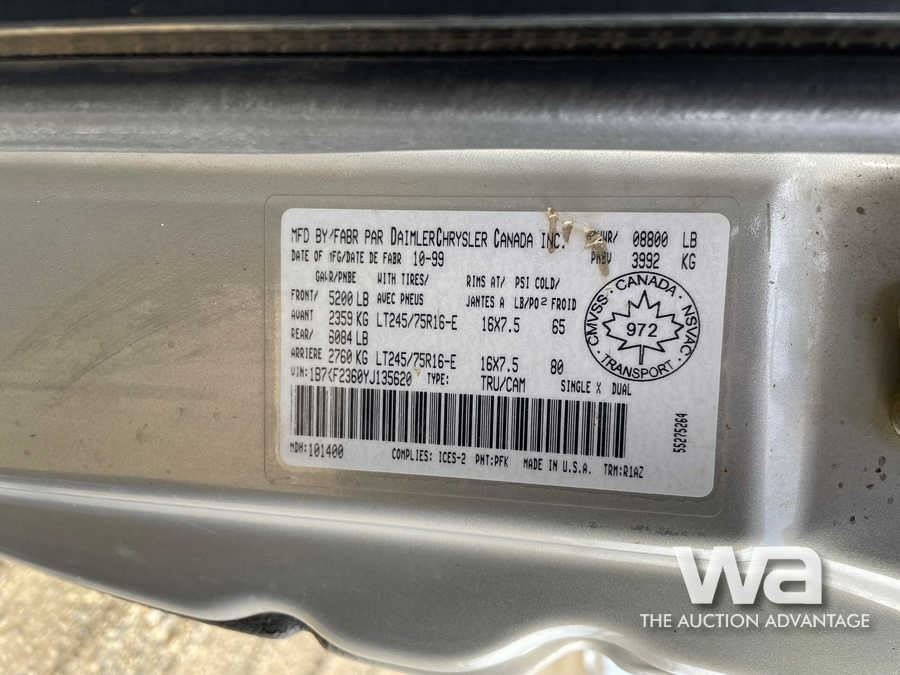 MFD BY/FABR PAR DAIMLERCHRYSLER CANADA INC.
08800 LB
DATE OF MFG/DATE DE FABR 10-99
3992 KG
GAWR/PNBE WITH TIRES/ RIMS AT/ PSI COLD/
FRONT/ 5200 LB AVEC PNEUS JANTES A LB/PO2 FROID
AVANT 2359 KG LT245/75R16-E 16X7.5 65
REAR/ 6084 LB
ARRIERE 2760 KG LT245/75R16-E 16X7.5 80
VIN:1B7KF2360YJ135620 TYPE: TRU/CAM SINGLE X DUAL
MDH:101400 COMPLIES: ICES-2 PNT:PFK MADE IN U.S.A. TRM:R1AZ
55275264
CMVSS · CANADA · NSVAC · TRANSPORT ·
972
wa
THE AUCTION ADVANTAGE